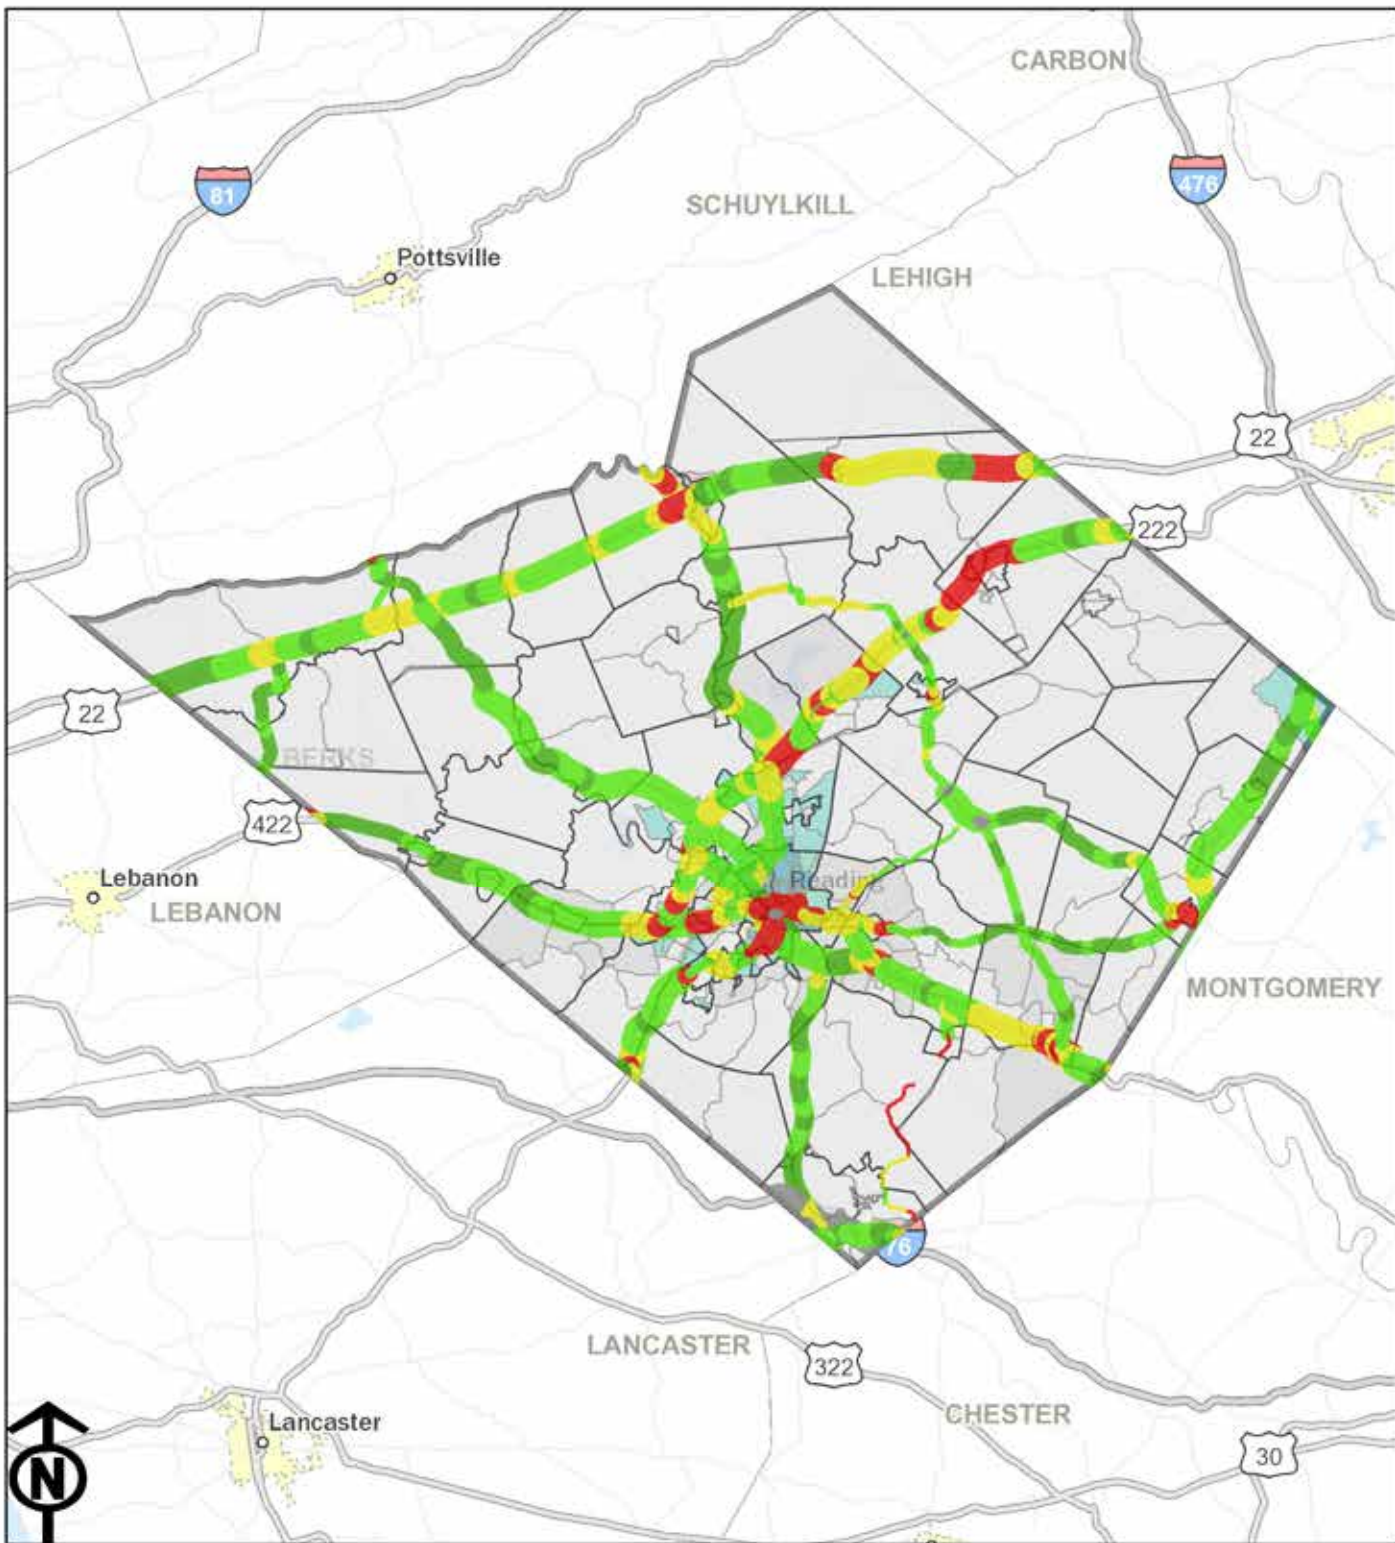 CARBON
81
476
SCHUYLKILL
Pottsville
LEHIGH
22
222
22
BERKS
422
Lebanon
LEBANON
Reading
MONTGOMERY
76
LANCASTER
322
CHESTER
Lancaster
30
N